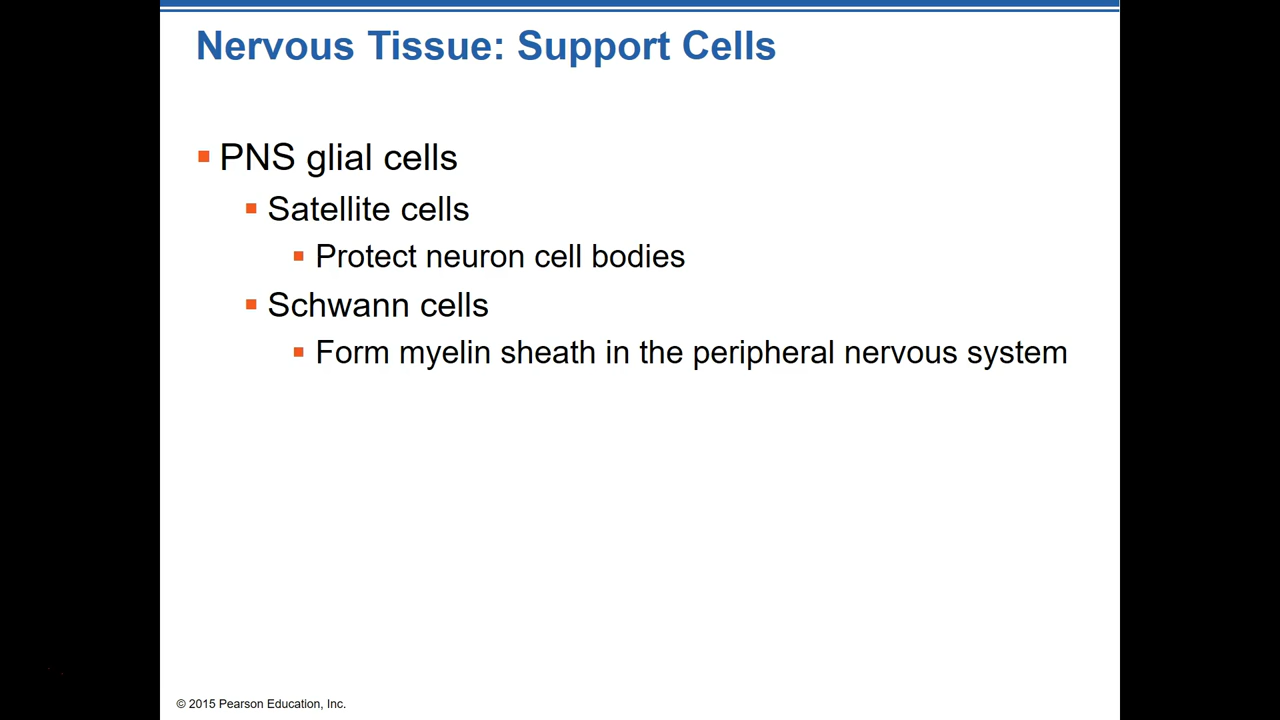 Nervous Tissue: Support Cells
PNS glial cells
Satellite cells
Protect neuron cell bodies
Schwann cells
Form myelin sheath in the peripheral nervous system
© 2015 Pearson Education, Inc.